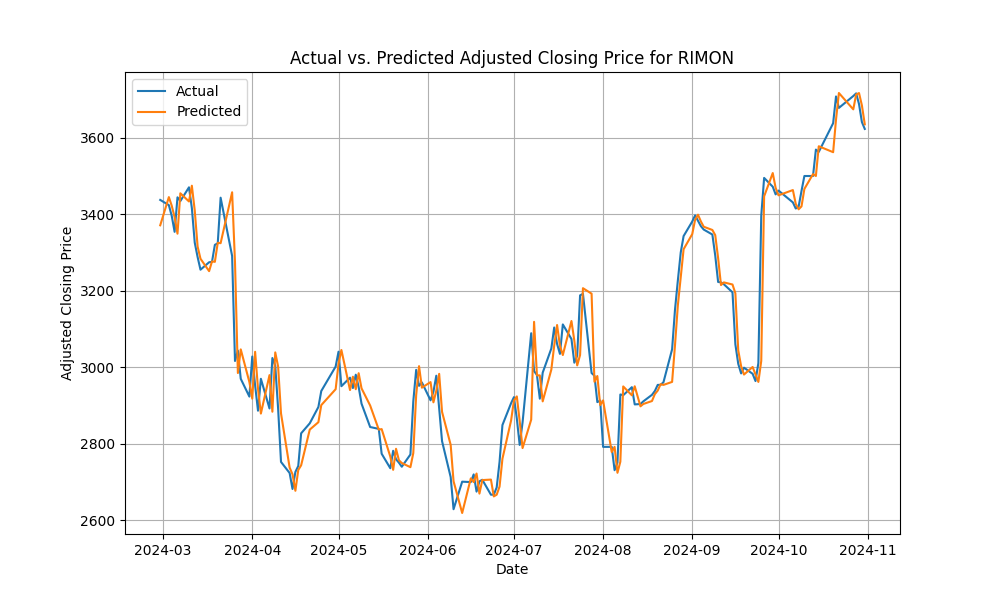 Actual vs. Predicted Adjusted Closing Price for RIMON
Actual
Predicted
Adjusted Closing Price
3600
3400
3200
3000
2800
2600
2024-03 2024-04 2024-05 2024-06 2024-07 2024-08 2024-09 2024-10 2024-11
Date